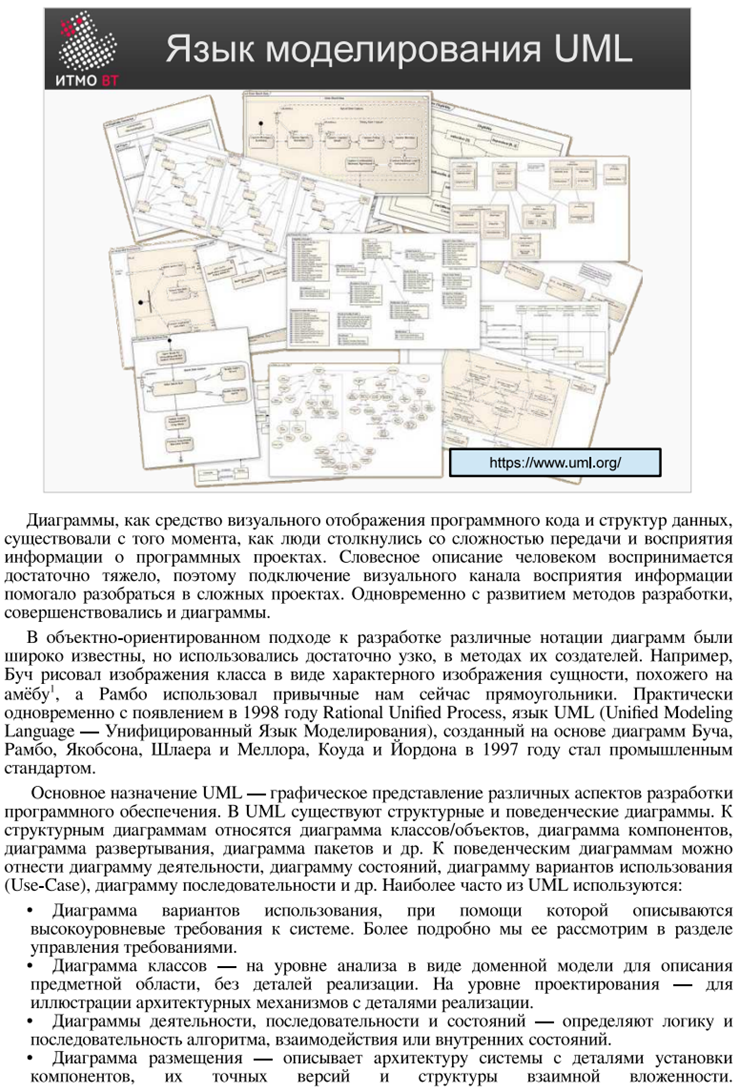 ИТМО ВТ
Язык моделирования UML
https://www.uml.org/
Диаграммы, как средство визуального отображения программного кода и структур данных,
существовали с того момента, как люди столкнулись со сложностью передачи и восприятия
информации о программных проектах. Словесное описание человеком воспринимается
достаточно тяжело, поэтому подключение визуального канала восприятия информации
помогало разобраться в сложных проектах. Одновременно с развитием методов разработки,
совершенствовались и диаграммы.
В объектно-ориентированном подходе к разработке различные нотации диаграмм были
широко известны, но использовались достаточно узко, в методах их создателей. Например,
Буч рисовал изображения класса в виде характерного изображения сущности, похожего на
амёбу¹, а Рамбо использовал привычные нам сейчас прямоугольники. Практически
одновременно с появлением в 1998 году Rational Unified Process, язык UML (Unified Modeling
Language — Унифицированный Язык Моделирования), созданный на основе диаграмм Буча,
Рамбо, Якобсона, Шлаера и Меллора, Коуда и Йордона в 1997 году стал промышленным
стандартом.
Основное назначение UML — графическое представление различных аспектов разработки
программного обеспечения. В UML существуют структурные и поведенческие диаграммы. К
структурным диаграммам относятся диаграмма классов/объектов, диаграмма компонентов,
диаграмма развертывания, диаграмма пакетов и др. К поведенческим диаграммам можно
отнести диаграмму деятельности, диаграмму состояний, диаграмму вариантов использования
(Use-Case), диаграмму последовательности и др. Наиболее часто из UML используются:
• Диаграмма вариантов использования, при помощи которой описываются
высокоуровневые требования к системе. Более подробно мы ее рассмотрим в разделе
управления требованиями.
• Диаграмма классов — на уровне анализа в виде доменной модели для описания
предметной области, без деталей реализации. На уровне проектирования — для
иллюстрации архитектурных механизмов с деталями реализации.
• Диаграммы деятельности, последовательности и состояний — определяют логику и
последовательность алгоритма, взаимодействия или внутренних состояний.
• Диаграмма размещения — описывает архитектуру системы с деталями установки
компонентов, их точных версий и структуры взаимной вложенности.